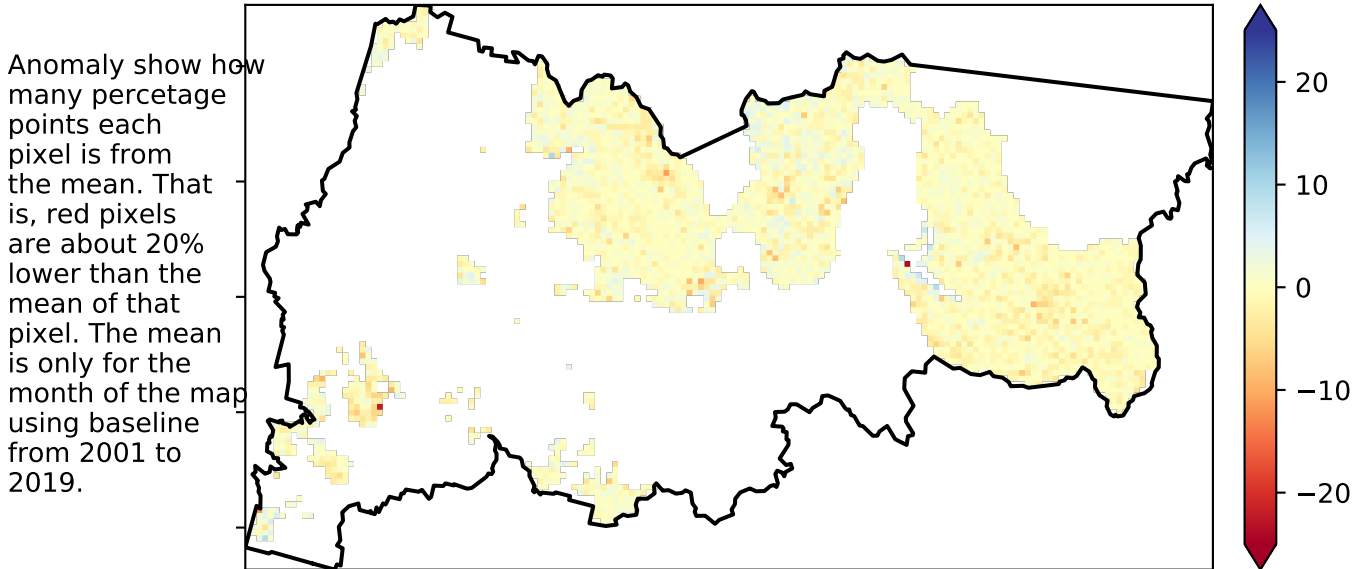 Anomaly show how
many percetage
points each
pixel is from
the mean. That
is, red pixels
are about 20%
lower than the
mean of that
pixel. The mean
is only for the
month of the map
using baseline
from 2001 to
2019.
20
10
0
−10
−20